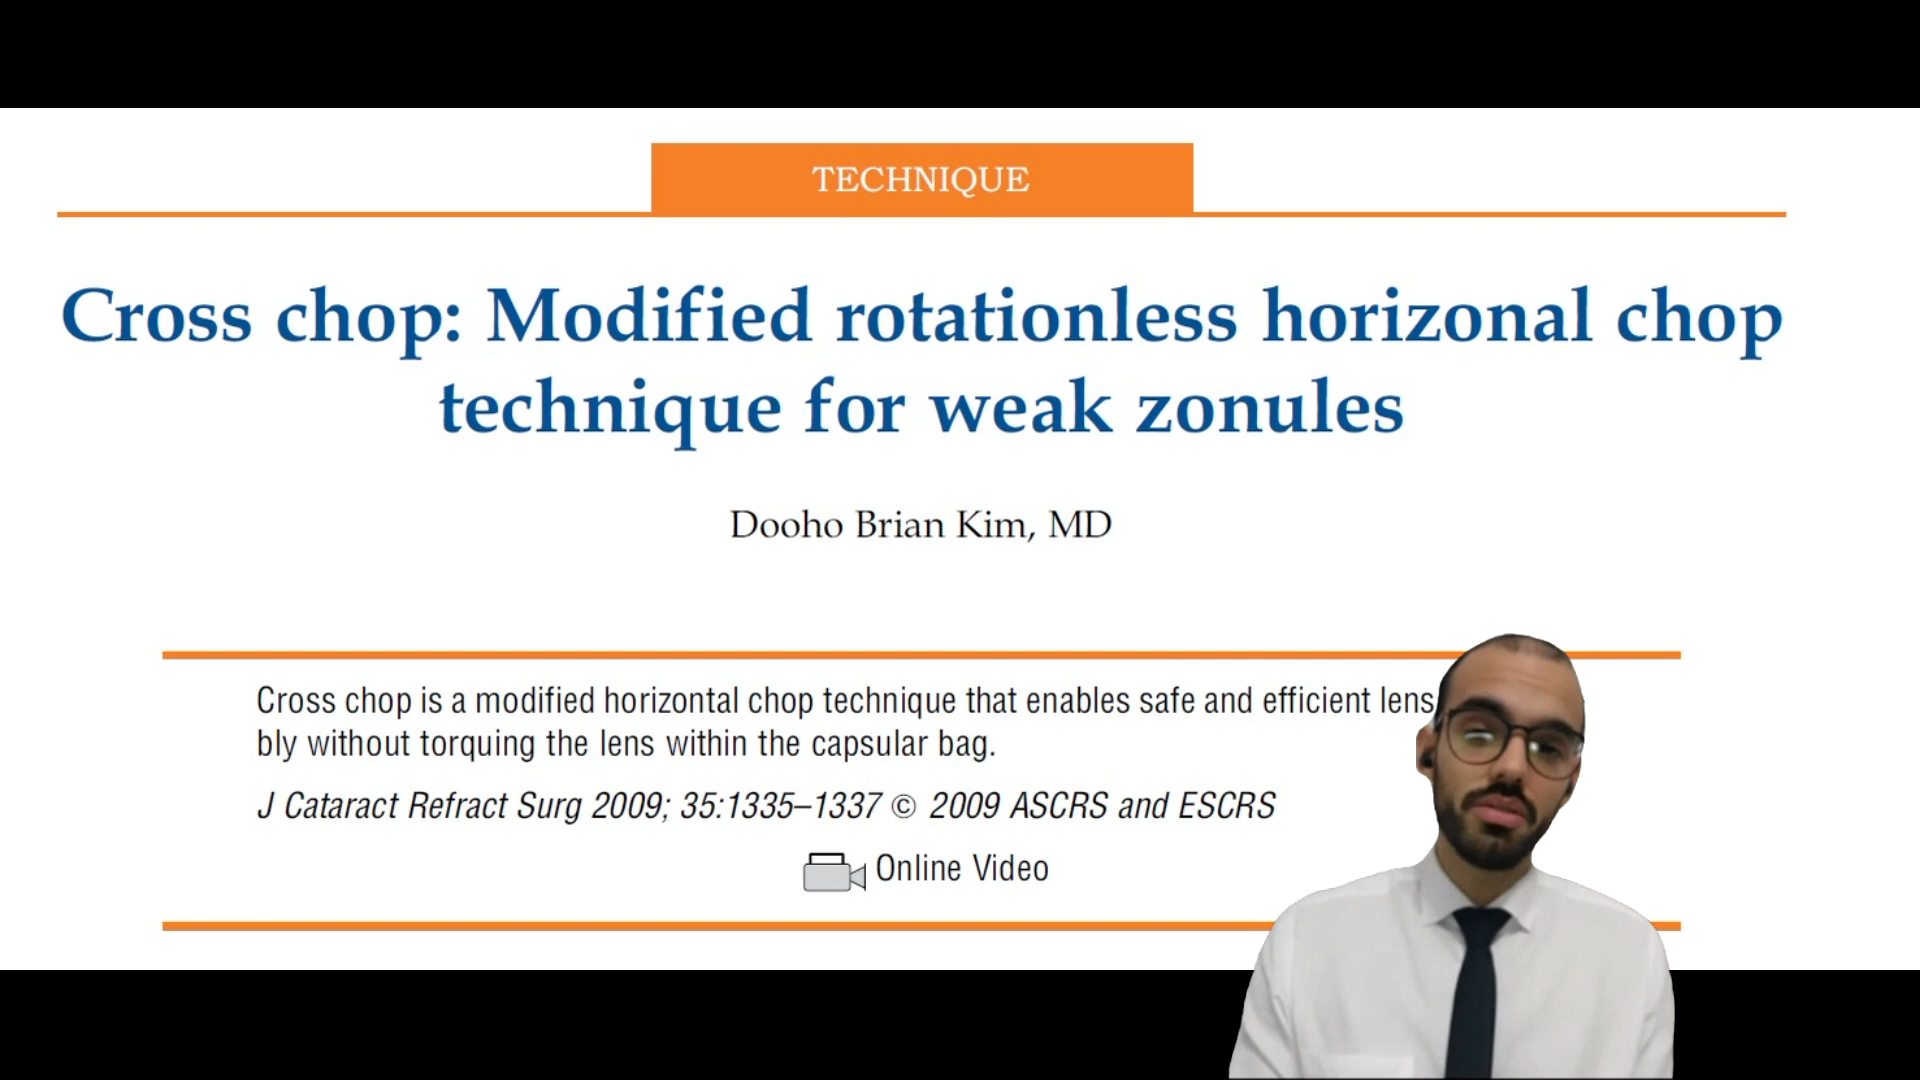 TECHNIQUE
Cross chop: Modified rotationless horizonal chop
technique for weak zonules
Dooho Brian Kim, MD
Cross chop is a modified horizontal chop technique that enables safe and efficient lens
bly without torquing the lens within the capsular bag.
J Cataract Refract Surg 2009; 35:1335–1337 © 2009 ASCRS and ESCRS
Online Video